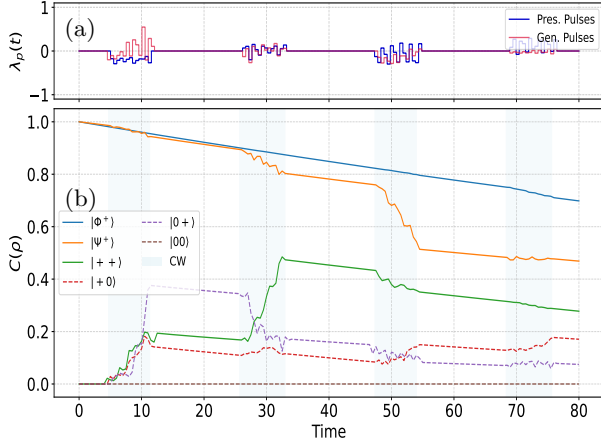 (a)
λ_p(t)
1
0
−1
Pres. Pulses
Gen. Pulses
(b)
C(ρ)
1.0
0.8
0.6
0.4
0.2
0.0
|Φ⁺⟩
|Ψ⁺⟩
|++⟩
|+0⟩
|0+⟩
|00⟩
CW
0 10 20 30 40 50 60 70 80
Time